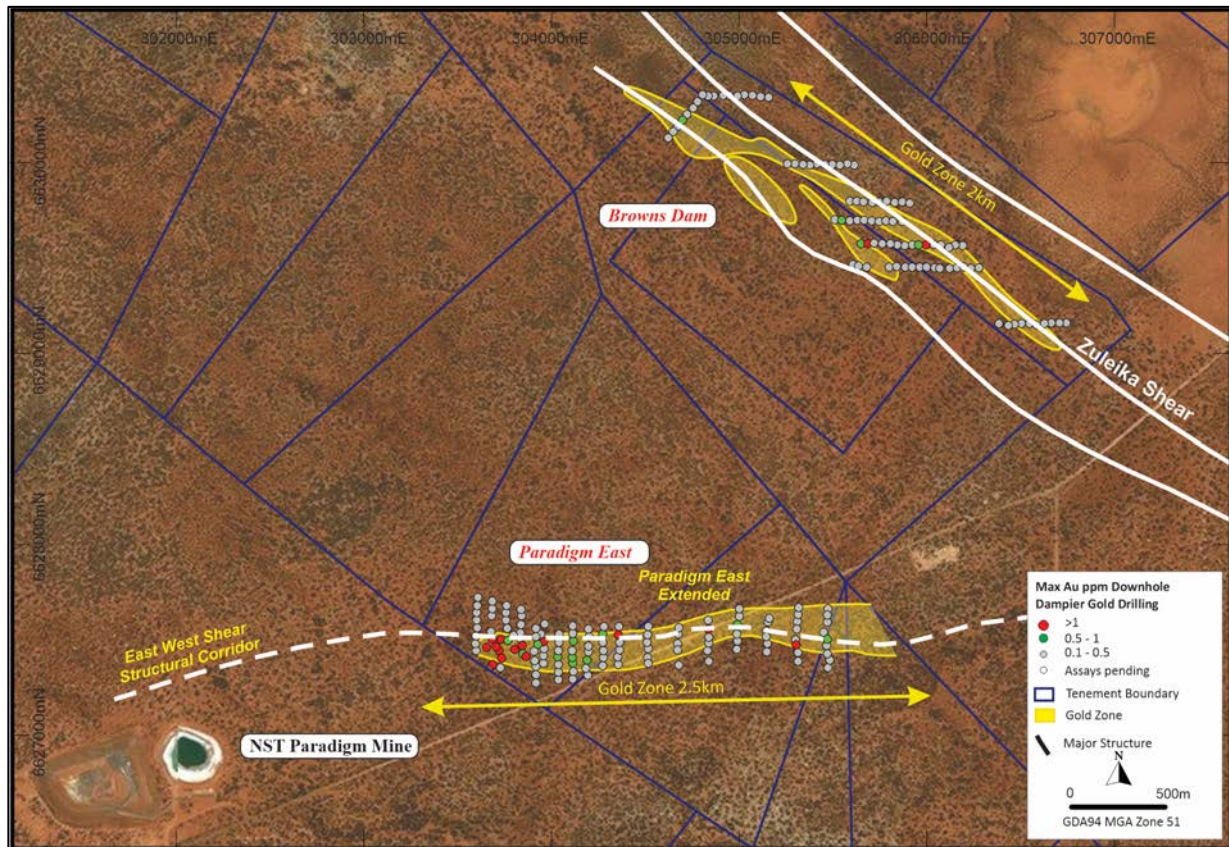 302000mE
303000mE
304000mE
305000mE
306000mE
307000mE
6630000mN
Gold Zone 2km
Browns Dam
6629000mN
Zuleika Shear
6628000mN
Paradigm East
Paradigm East
Extended
East West Shear
Structural Corridor
Gold Zone 2.5km
6627000mN
NST Paradigm Mine
Max Au ppm Downhole
Dampier Gold Drilling
>1
0.5 - 1
0.1 - 0.5
Assays pending
Tenement Boundary
Gold Zone
Major Structure
N
0 500m
GDA94 MGA Zone 51